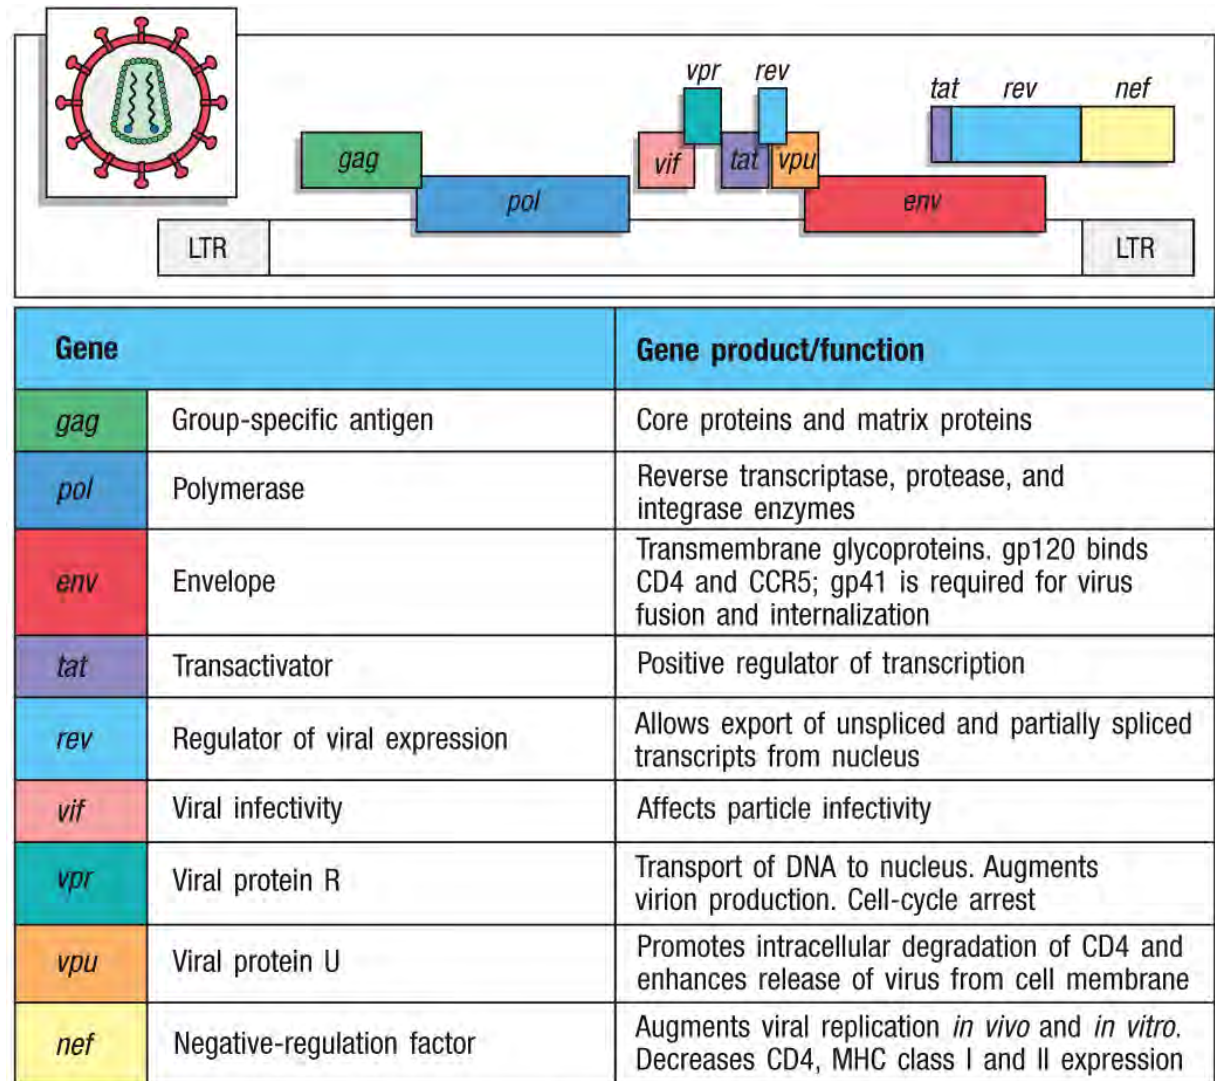 vpr rev
tat rev nef
gag vif tat vpu
pol env
LTR LTR
Gene Gene product/function
gag Group-specific antigen Core proteins and matrix proteins
pol Polymerase Reverse transcriptase, protease, and
integrase enzymes
env Envelope Transmembrane glycoproteins. gp120 binds
CD4 and CCR5; gp41 is required for virus
fusion and internalization
tat Transactivator Positive regulator of transcription
rev Regulator of viral expression Allows export of unspliced and partially spliced
transcripts from nucleus
vif Viral infectivity Affects particle infectivity
vpr Viral protein R Transport of DNA to nucleus. Augments
virion production. Cell-cycle arrest
vpu Viral protein U Promotes intracellular degradation of CD4 and
enhances release of virus from cell membrane
nef Negative-regulation factor Augments viral replication in vivo and in vitro.
Decreases CD4, MHC class I and II expression